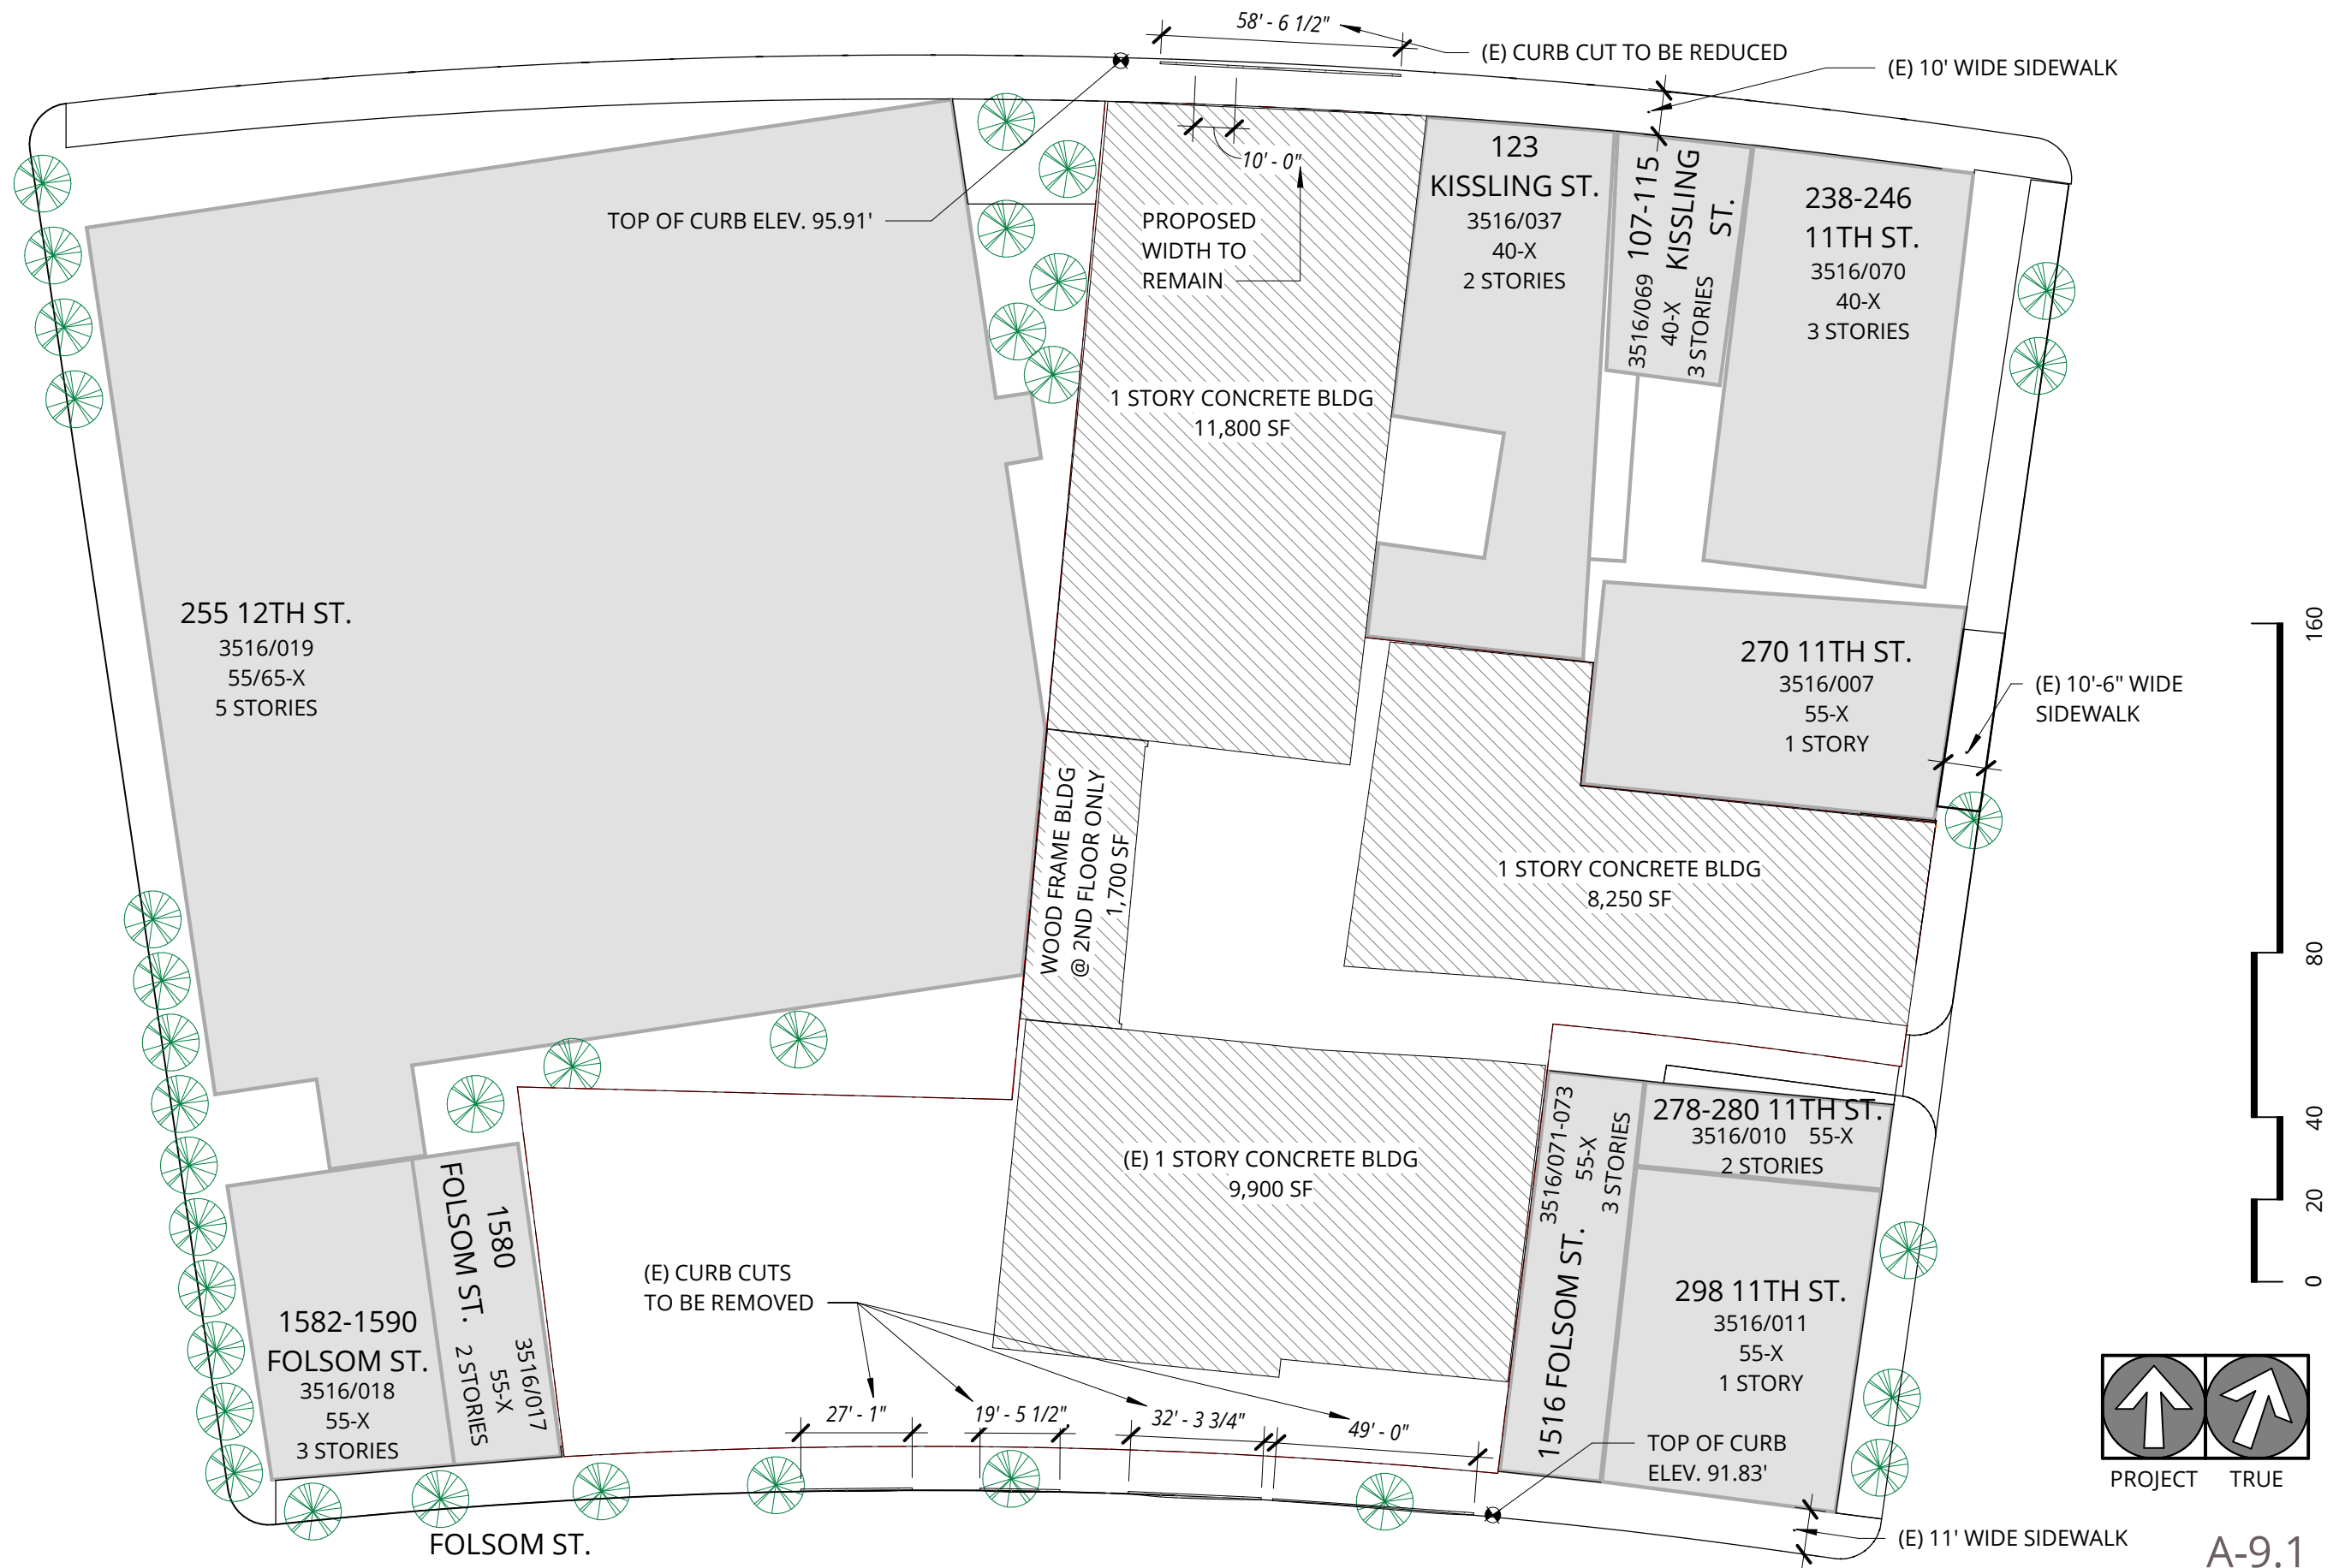 58' - 6 1/2"
(E) CURB CUT TO BE REDUCED
(E) 10' WIDE SIDEWALK
10' - 0"
TOP OF CURB ELEV. 95.91'
PROPOSED
WIDTH TO
REMAIN
123
KISSLING ST.
3516/037
40-X
2 STORIES
107-115
KISSLING
ST.
3516/069
40-X
3 STORIES
238-246
11TH ST.
3516/070
40-X
3 STORIES
1 STORY CONCRETE BLDG
11,800 SF
255 12TH ST.
3516/019
55/65-X
5 STORIES
270 11TH ST.
3516/007
55-X
1 STORY
(E) 10'-6" WIDE
SIDEWALK
WOOD FRAME BLDG
@ 2ND FLOOR ONLY
1,700 SF
1 STORY CONCRETE BLDG
8,250 SF
(E) 1 STORY CONCRETE BLDG
9,900 SF
1516 FOLSOM ST.
3516/071-073
55-X
3 STORIES
278-280 11TH ST.
3516/010 55-X
2 STORIES
298 11TH ST.
3516/011
55-X
1 STORY
1582-1590
FOLSOM ST.
3516/018
55-X
3 STORIES
1580
FOLSOM ST.
3516/017
55-X
2 STORIES
(E) CURB CUTS
TO BE REMOVED
27' - 1"
19' - 5 1/2"
32' - 3 3/4"
49' - 0"
TOP OF CURB
ELEV. 91.83'
(E) 11' WIDE SIDEWALK
FOLSOM ST.
160
80
40
20
0
PROJECT
TRUE
A-9.1